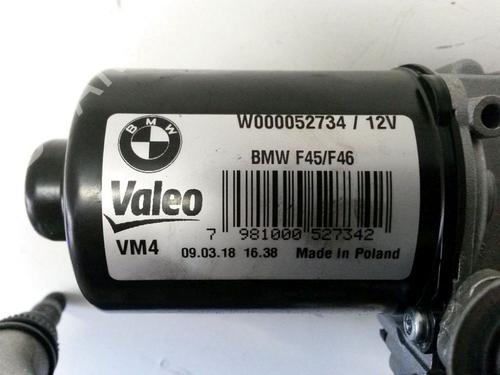 BMW
W000052734 / 12V
BMW F45/F46
Valeo
7 981000 527342
VM4
09.03.18 16.38 Made in Poland